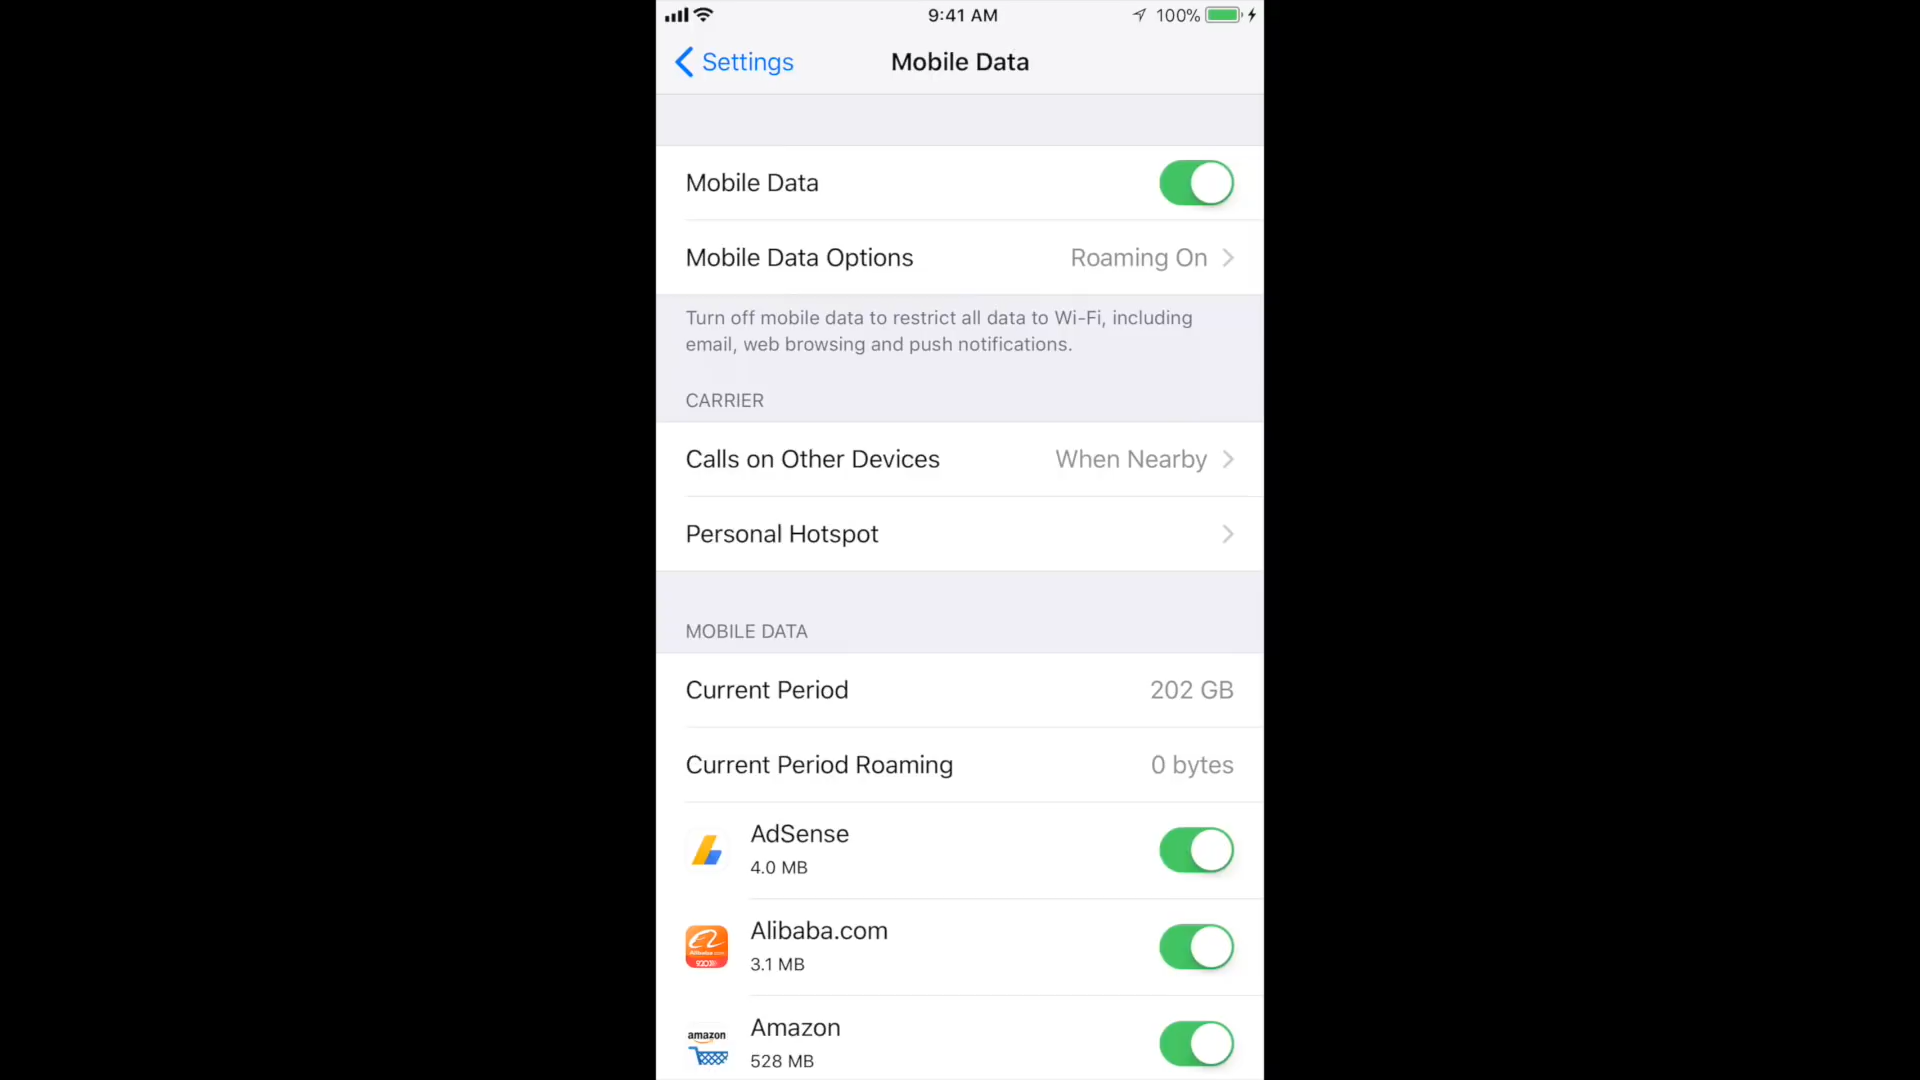 9:41 AM
100%
Settings
Mobile Data
Mobile Data
Mobile Data Options
Roaming On
Turn off mobile data to restrict all data to Wi-Fi, including
email, web browsing and push notifications.
CARRIER
Calls on Other Devices
When Nearby
Personal Hotspot
MOBILE DATA
Current Period
202 GB
Current Period Roaming
0 bytes
AdSense
4.0 MB
Alibaba.com
3.1 MB
amazon
Amazon
528 MB